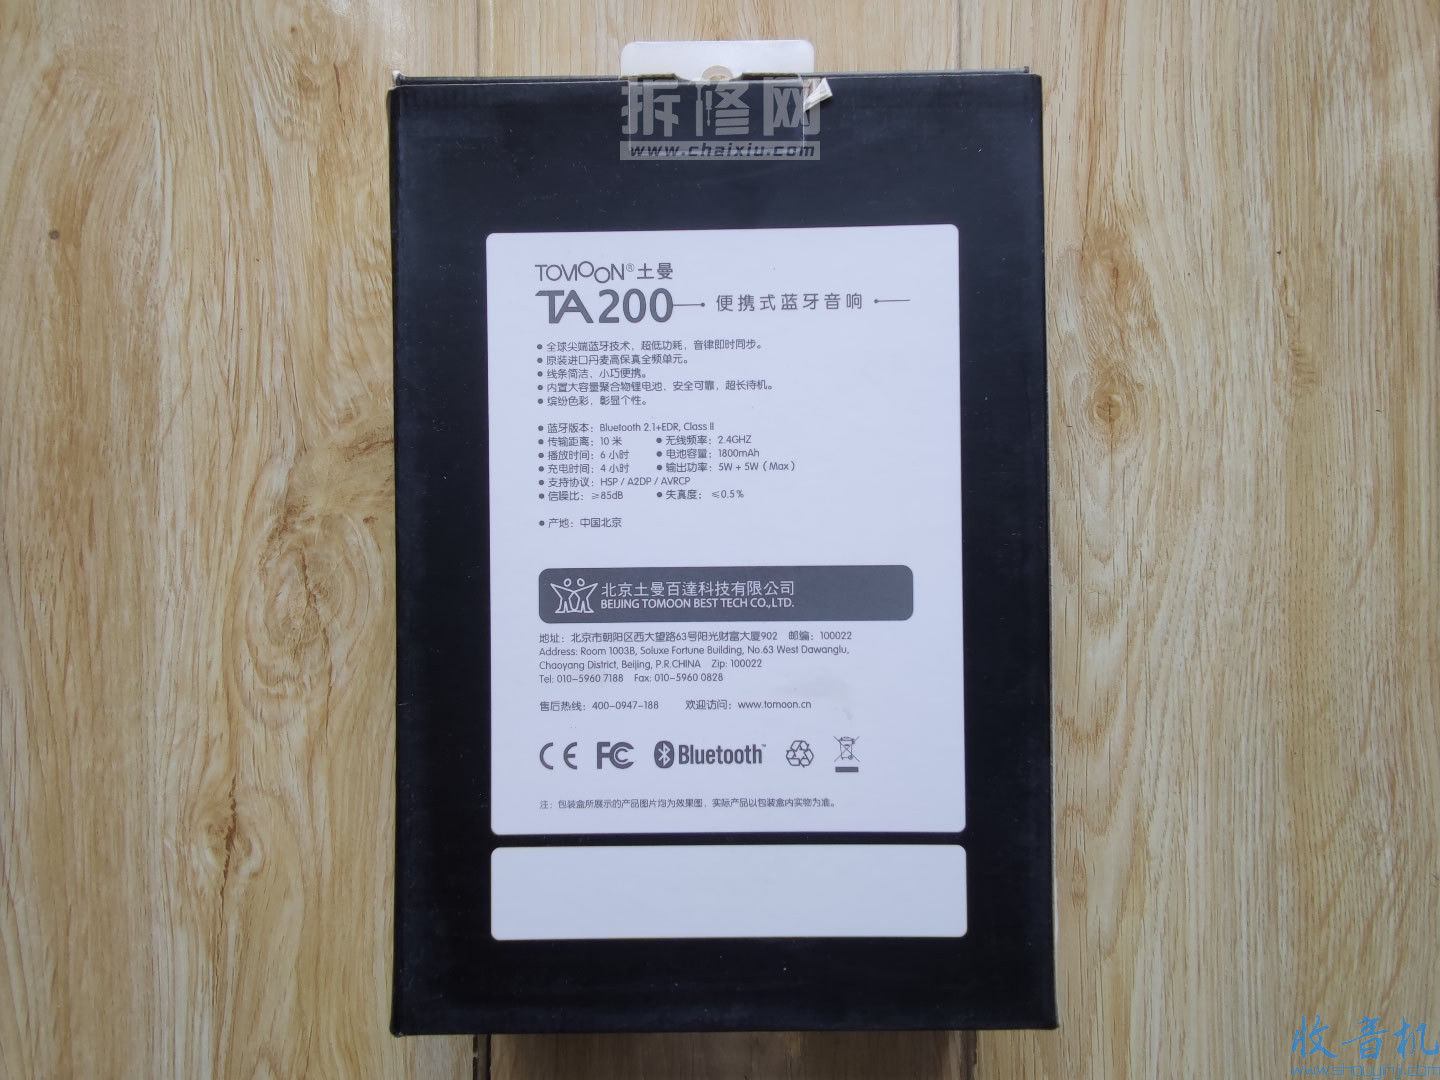 拆修网
www.chaixiu.com
TOMOON®土曼
TA200 便携式蓝牙音响
● 全球尖端蓝牙技术，超低功耗，音律即时同步。
● 原装进口丹麦高保真全频单元。
● 线条简洁，小巧便携。
● 内置大容量聚合物锂电池，安全可靠，超长待机。
● 缤纷色彩，彰显个性。
● 蓝牙版本：Bluetooth 2.1+EDR, Class II
● 传输距离：10 米 ● 无线频率：2.4GHZ
● 播放时间：6 小时 ● 电池容量：1800mAh
● 充电时间：4 小时 ● 输出功率：5W + 5W（Max）
● 支持协议：HSP / A2DP / AVRCP
● 信噪比：≥85dB ● 失真度：≤0.5%
● 产地：中国北京
北京土曼百達科技有限公司
BEIJING TOMOON BEST TECH CO.,LTD.
地址：北京市朝阳区西大望路63号阳光财富大厦902 邮编：100022
Address: Room 1003B, Soluxe Fortune Building, No.63 West Dawanglu,
Chaoyang District, Beijing, P.R.CHINA Zip: 100022
Tel: 010-5960 7188 Fax: 010-5960 0828
售后热线：400-0947-188 欢迎访问：www.tomoon.cn
CE FC Bluetooth™
注：包装盒所展示的产品图片均为效果图，实际产品以包装盒内实物为准。
收音机